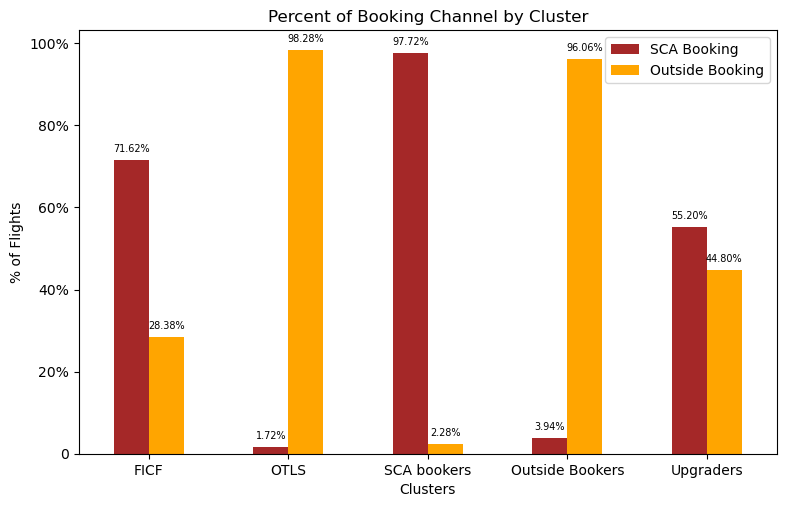 Percent of Booking Channel by Cluster
SCA Booking
Outside Booking
100%
80%
60%
40%
20%
0
% of Flights
71.62%
28.38%
1.72%
98.28%
97.72%
2.28%
3.94%
96.06%
55.20%
44.80%
FICF
OTLS
SCA bookers
Outside Bookers
Upgraders
Clusters